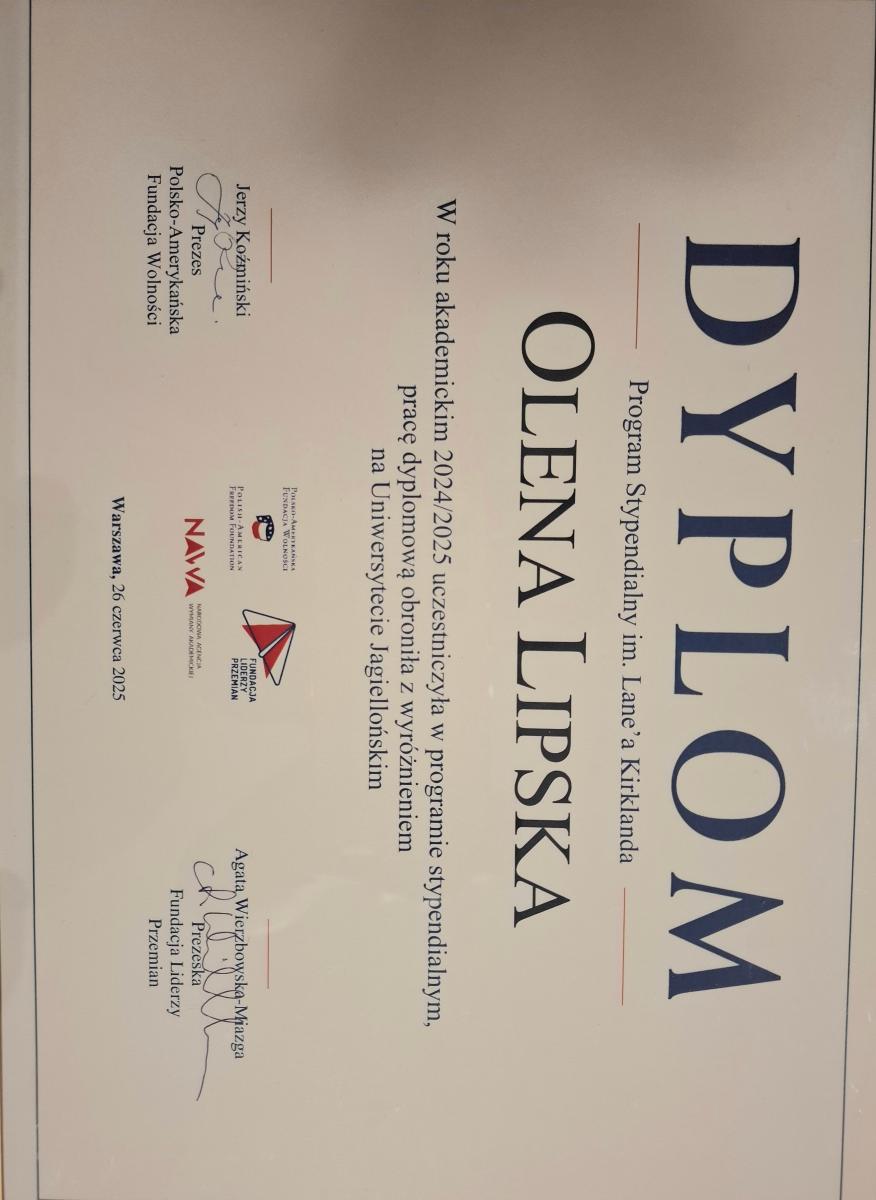 DYPLOM
Program Stypendialny im. Lane'a Kirklanda
OLENA LIPSKA
W roku akademickim 2024/2025 uczestniczyła w programie stypendialnym,
pracę dyplomową obroniła z wyróżnieniem
na Uniwersytecie Jagiellońskim
Jerzy Koźmiński
Prezes
Polsko-Amerykańska
Fundacja Wolności
POLSKO-AMERYKAŃSKA
FUNDACJA WOLNOŚCI
POLISH-AMERICAN
FREEDOM FOUNDATION
FUNDACJA
LIDERZY
PRZEMIAN
NAWA
NARODOWA AGENCJA
WYMIANY AKADEMICKIEJ
Agata Wierzbowska-Miazga
Prezeska
Fundacja Liderzy
Przemian
Warszawa, 26 czerwca 2025